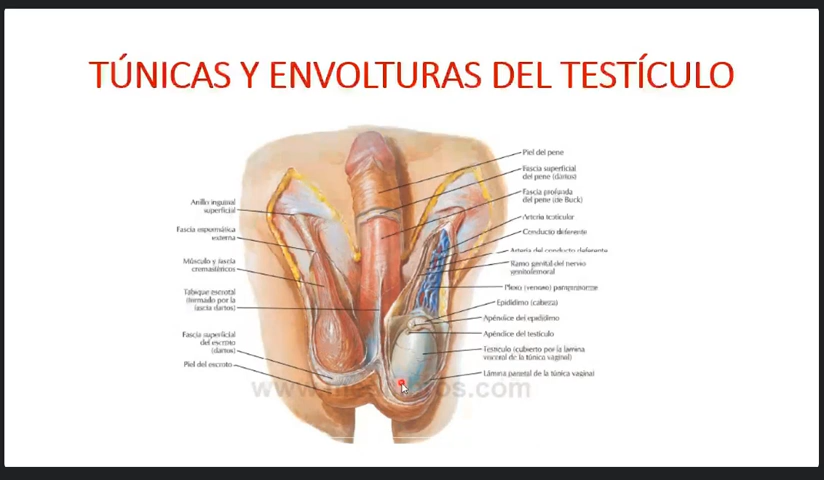 TÚNICAS Y ENVOLTURAS DEL TESTÍCULO
Anillo inguinal
superficial
Fascia espermática
externa
Músculo y fascia
cremastéricos
Tabique escrotal
(formado por la
fascia dartos)
Fascia superficial
del escroto
(dartos)
Piel del escroto
Piel del pene
Fascia superficial
del pene (dartos)
Fascia profunda
del pene (de Buck)
Arteria testicular
Conducto deferente
Arteria del conducto deferente
Ramo genital del nervio
genitofemoral
Plexo (venoso) pampiniforme
Epidídimo (cabeza)
Apéndice del epidídimo
Apéndice del testículo
Testículo (cubierto por la lámina
visceral de la túnica vaginal)
Lámina parietal de la túnica vaginal